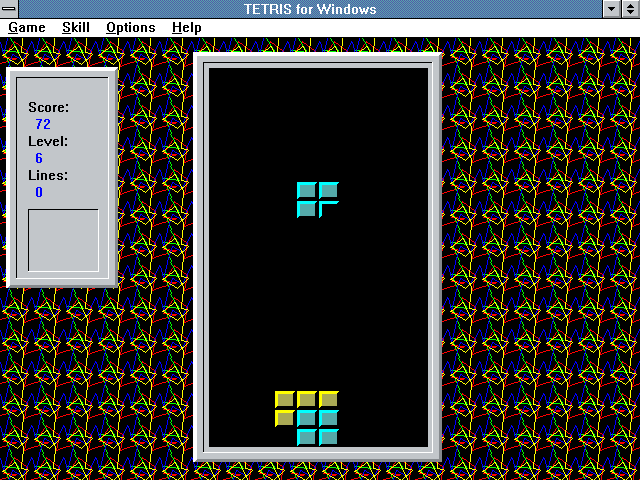 TETRIS for Windows
Game Skill Options Help
Score:
72
Level:
6
Lines:
0